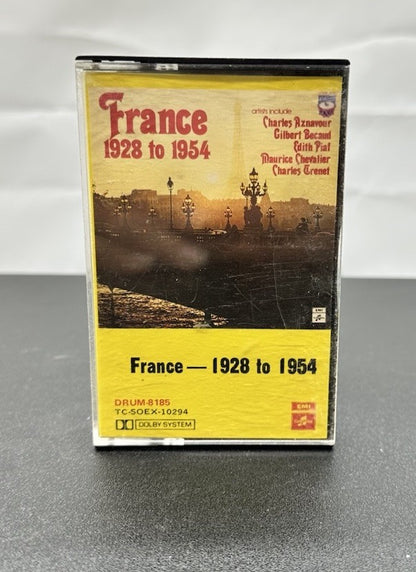 France
1928 to 1954
artists include
Charles Aznavour
Gilbert Becaud
Edith Piaf
Maurice Chevalier
Charles Trenet
EMI
France — 1928 to 1954
DRUM-8185
TC-SOEX-10294
DOLBY SYSTEM
EMI